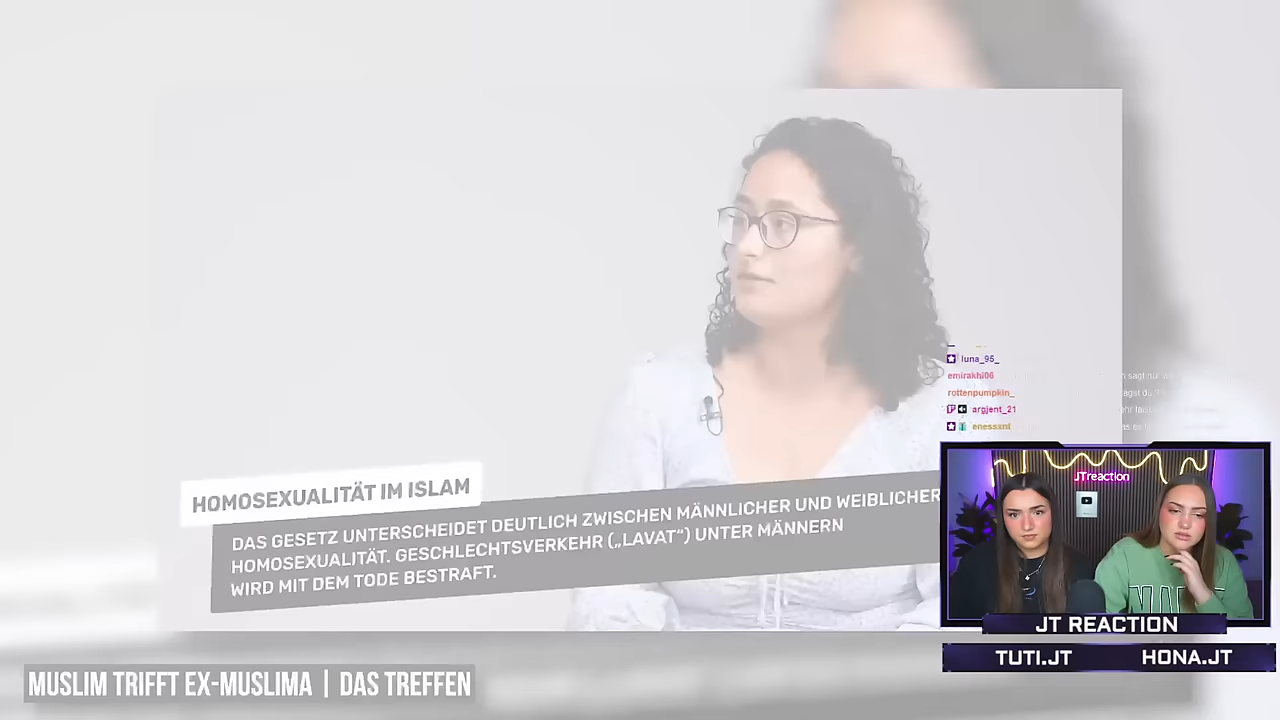 luna_95_
emirakhi06
rottenpumpkin_
argjent_21
enessant
HOMOSEXUALITÄT IM ISLAM
DAS GESETZ UNTERSCHEIDET DEUTLICH ZWISCHEN MÄNNLICHER UND WEIBLICHER
HOMOSEXUALITÄT. GESCHLECHTSVERKEHR („LAVAT“) UNTER MÄNNERN
WIRD MIT DEM TODE BESTRAFT.
JTreaction
JT REACTION
TUTI.JT
HONA.JT
MUSLIM TRIFFT EX-MUSLIMA | DAS TREFFEN